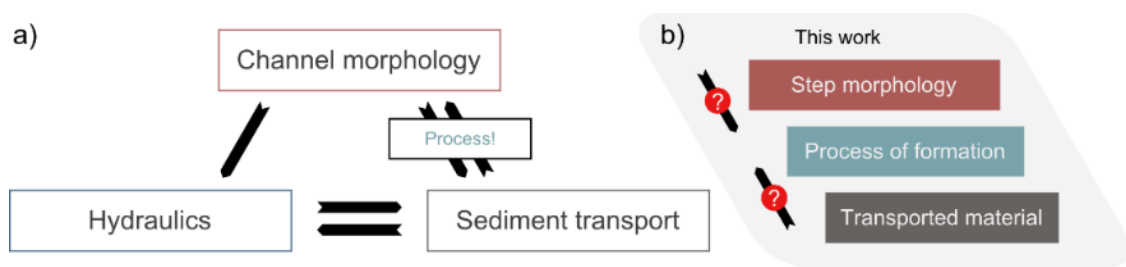 a)
Channel morphology
Process!
Hydraulics
Sediment transport
b)
This work
?
Step morphology
Process of formation
?
Transported material